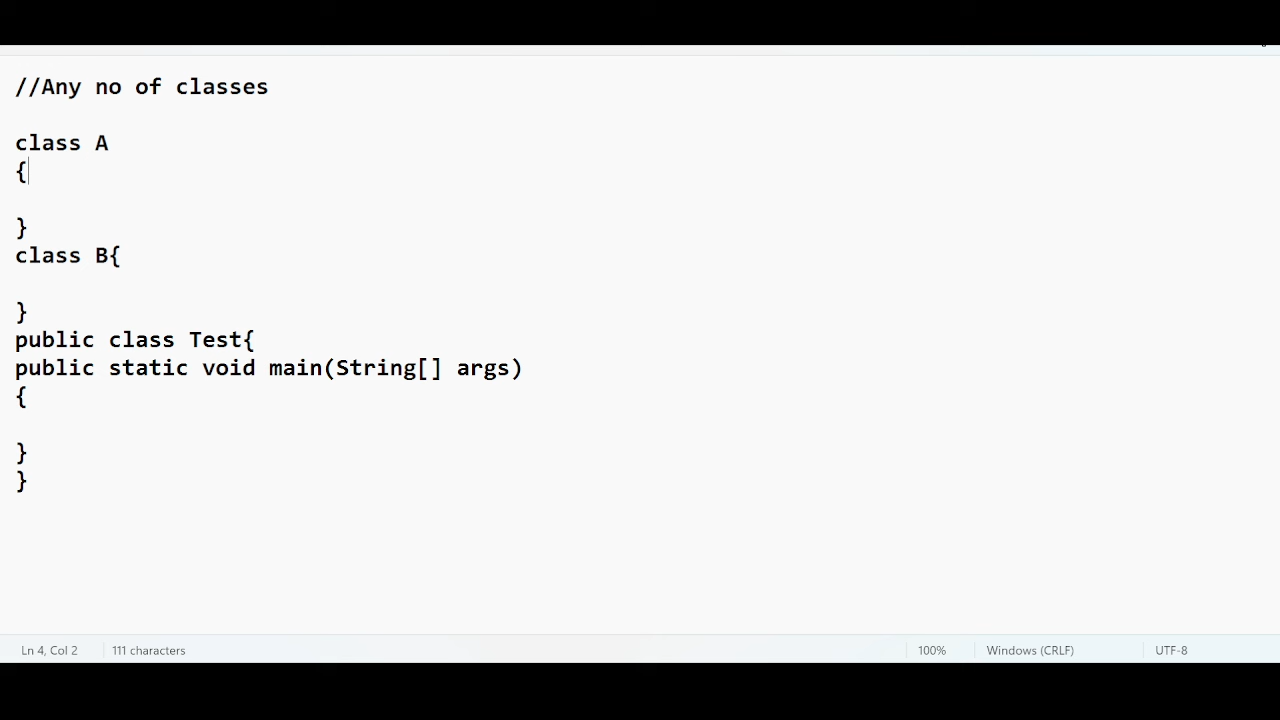 //Any no of classes
class A
{
}
class B{
}
public class Test{
public static void main(String[] args)
{
}
}
Ln 4, Col 2 111 characters 100% Windows (CRLF) UTF-8